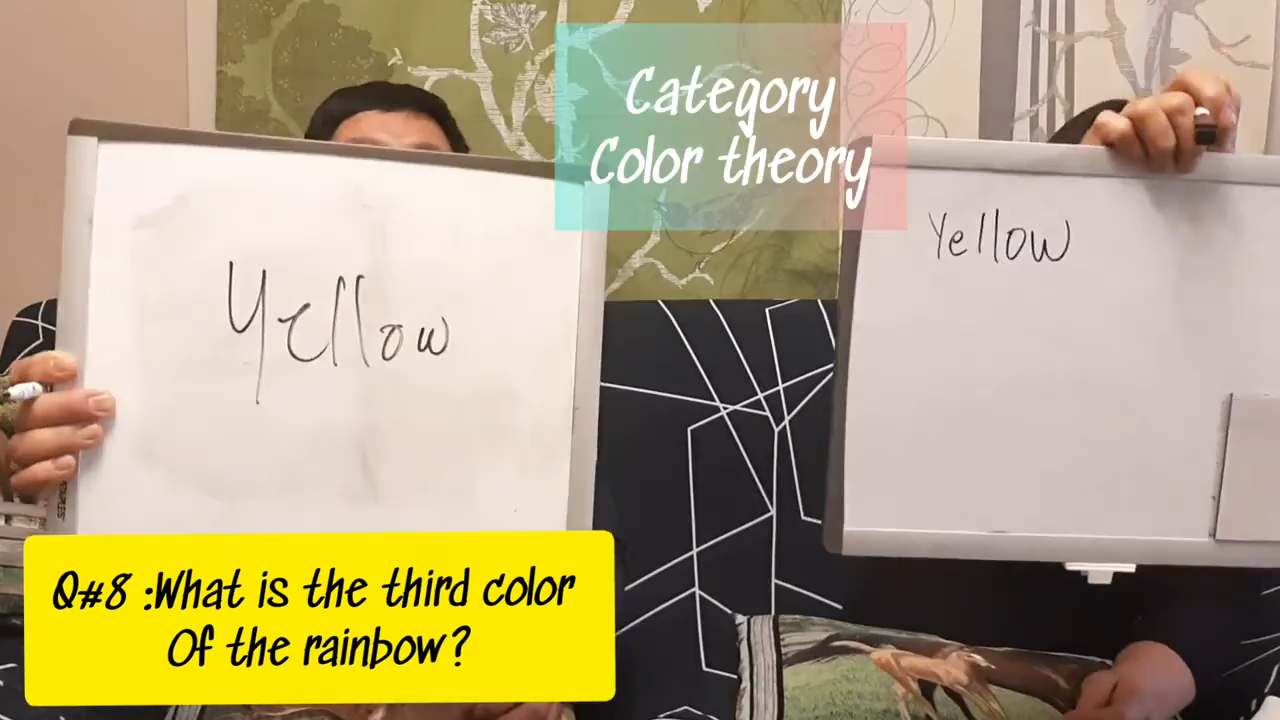 Category
Color theory
Yellow
Yellow
Q#8 :What is the third color
Of the rainbow?